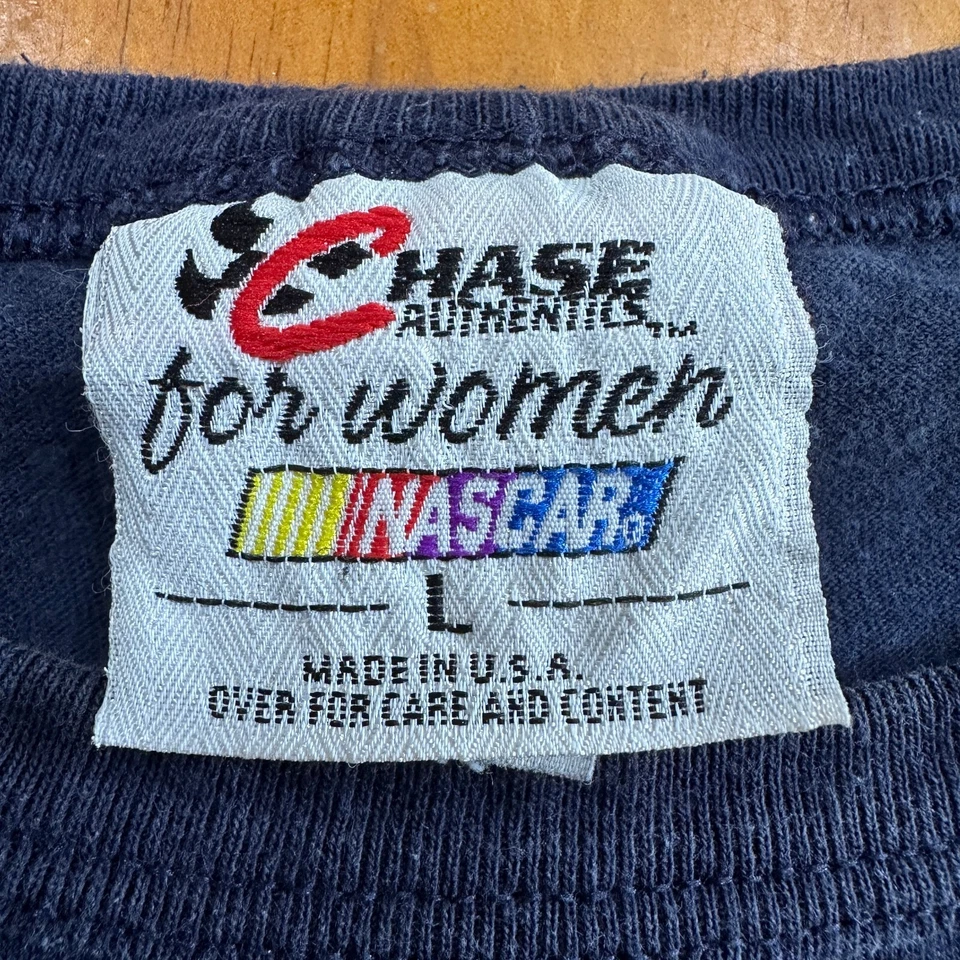 CHASE
AUTHENTICS™
for women
NASCAR®
L
MADE IN U.S.A.
OVER FOR CARE AND CONTENT